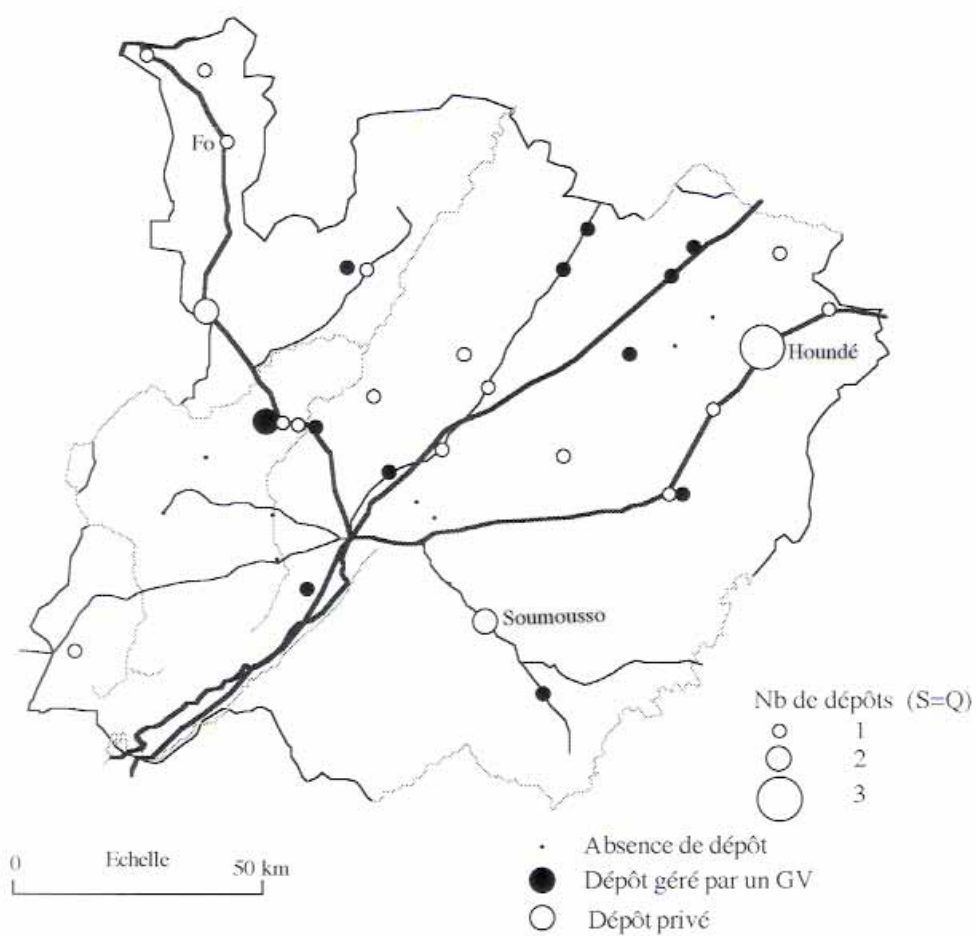 Fo
Houndé
Soumousso
Nb de dépôts (S=Q)
1
2
3
0 Echelle 50 km
Absence de dépôt
Dépôt géré par un GV
Dépôt privé